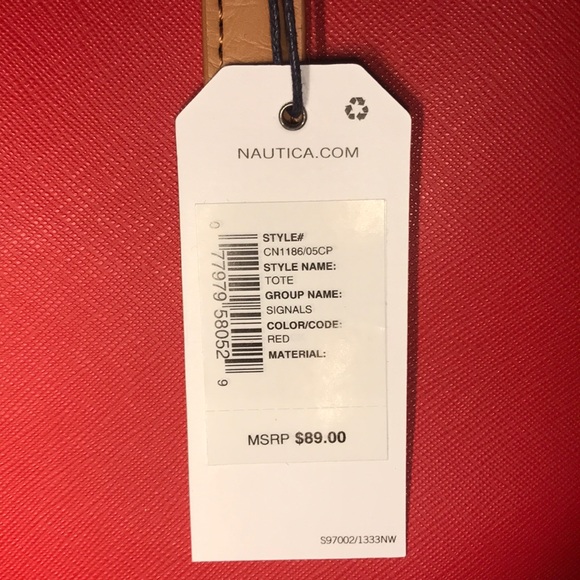 NAUTICA.COM
STYLE#
CN1186/05CP
STYLE NAME:
TOTE
GROUP NAME:
SIGNALS
COLOR/CODE:
RED
MATERIAL:
0 77979 58052 9
MSRP $89.00
S97002/1333NW